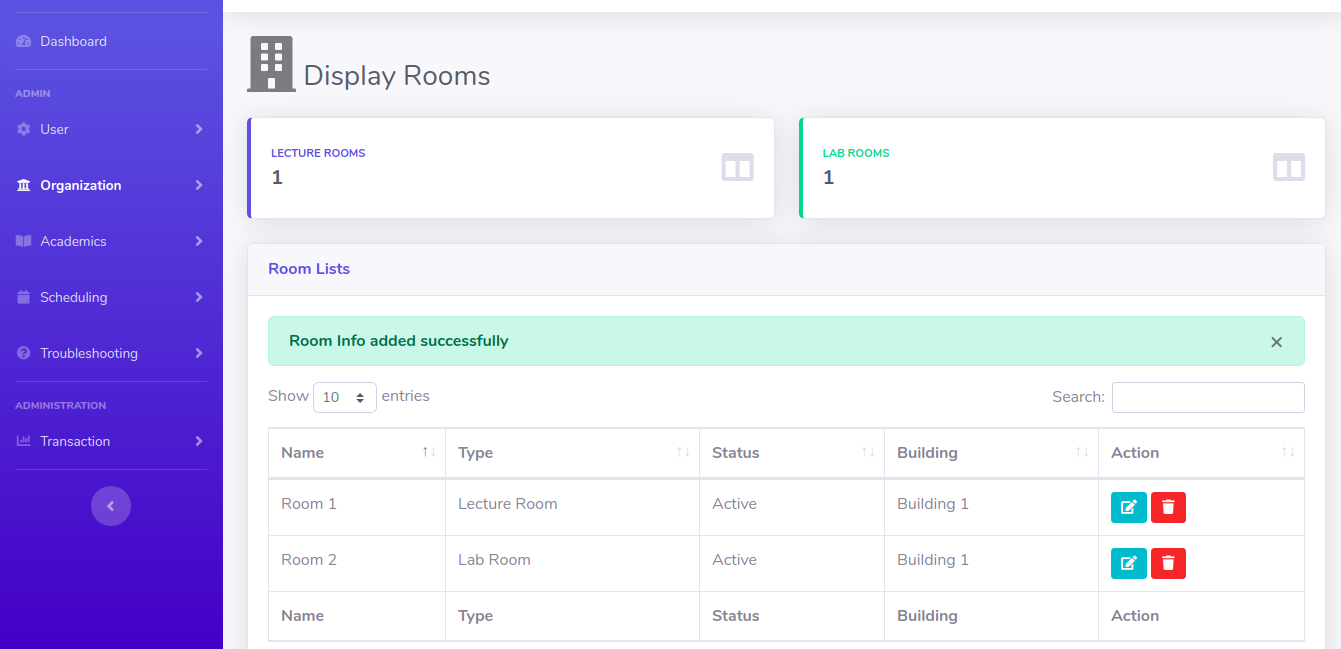 Dashboard
ADMIN
User
Organization
Academics
Scheduling
Troubleshooting
ADMINISTRATION
Transaction
Display Rooms
LECTURE ROOMS
1
LAB ROOMS
1
Room Lists
Room Info added successfully ×
Show 10 entries Search:
Name Type Status Building Action
Room 1 Lecture Room Active Building 1
Room 2 Lab Room Active Building 1
Name Type Status Building Action